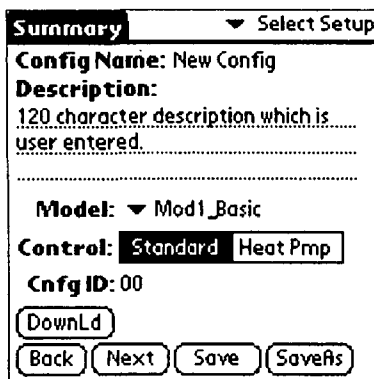 Summary Select Setup
Config Name: New Config
Description:
120 character description which is
user entered.
Model: Mod1_Basic
Control: Standard Heat Pmp
Cnfg ID: 00
DownLd
Back Next Save SaveAs